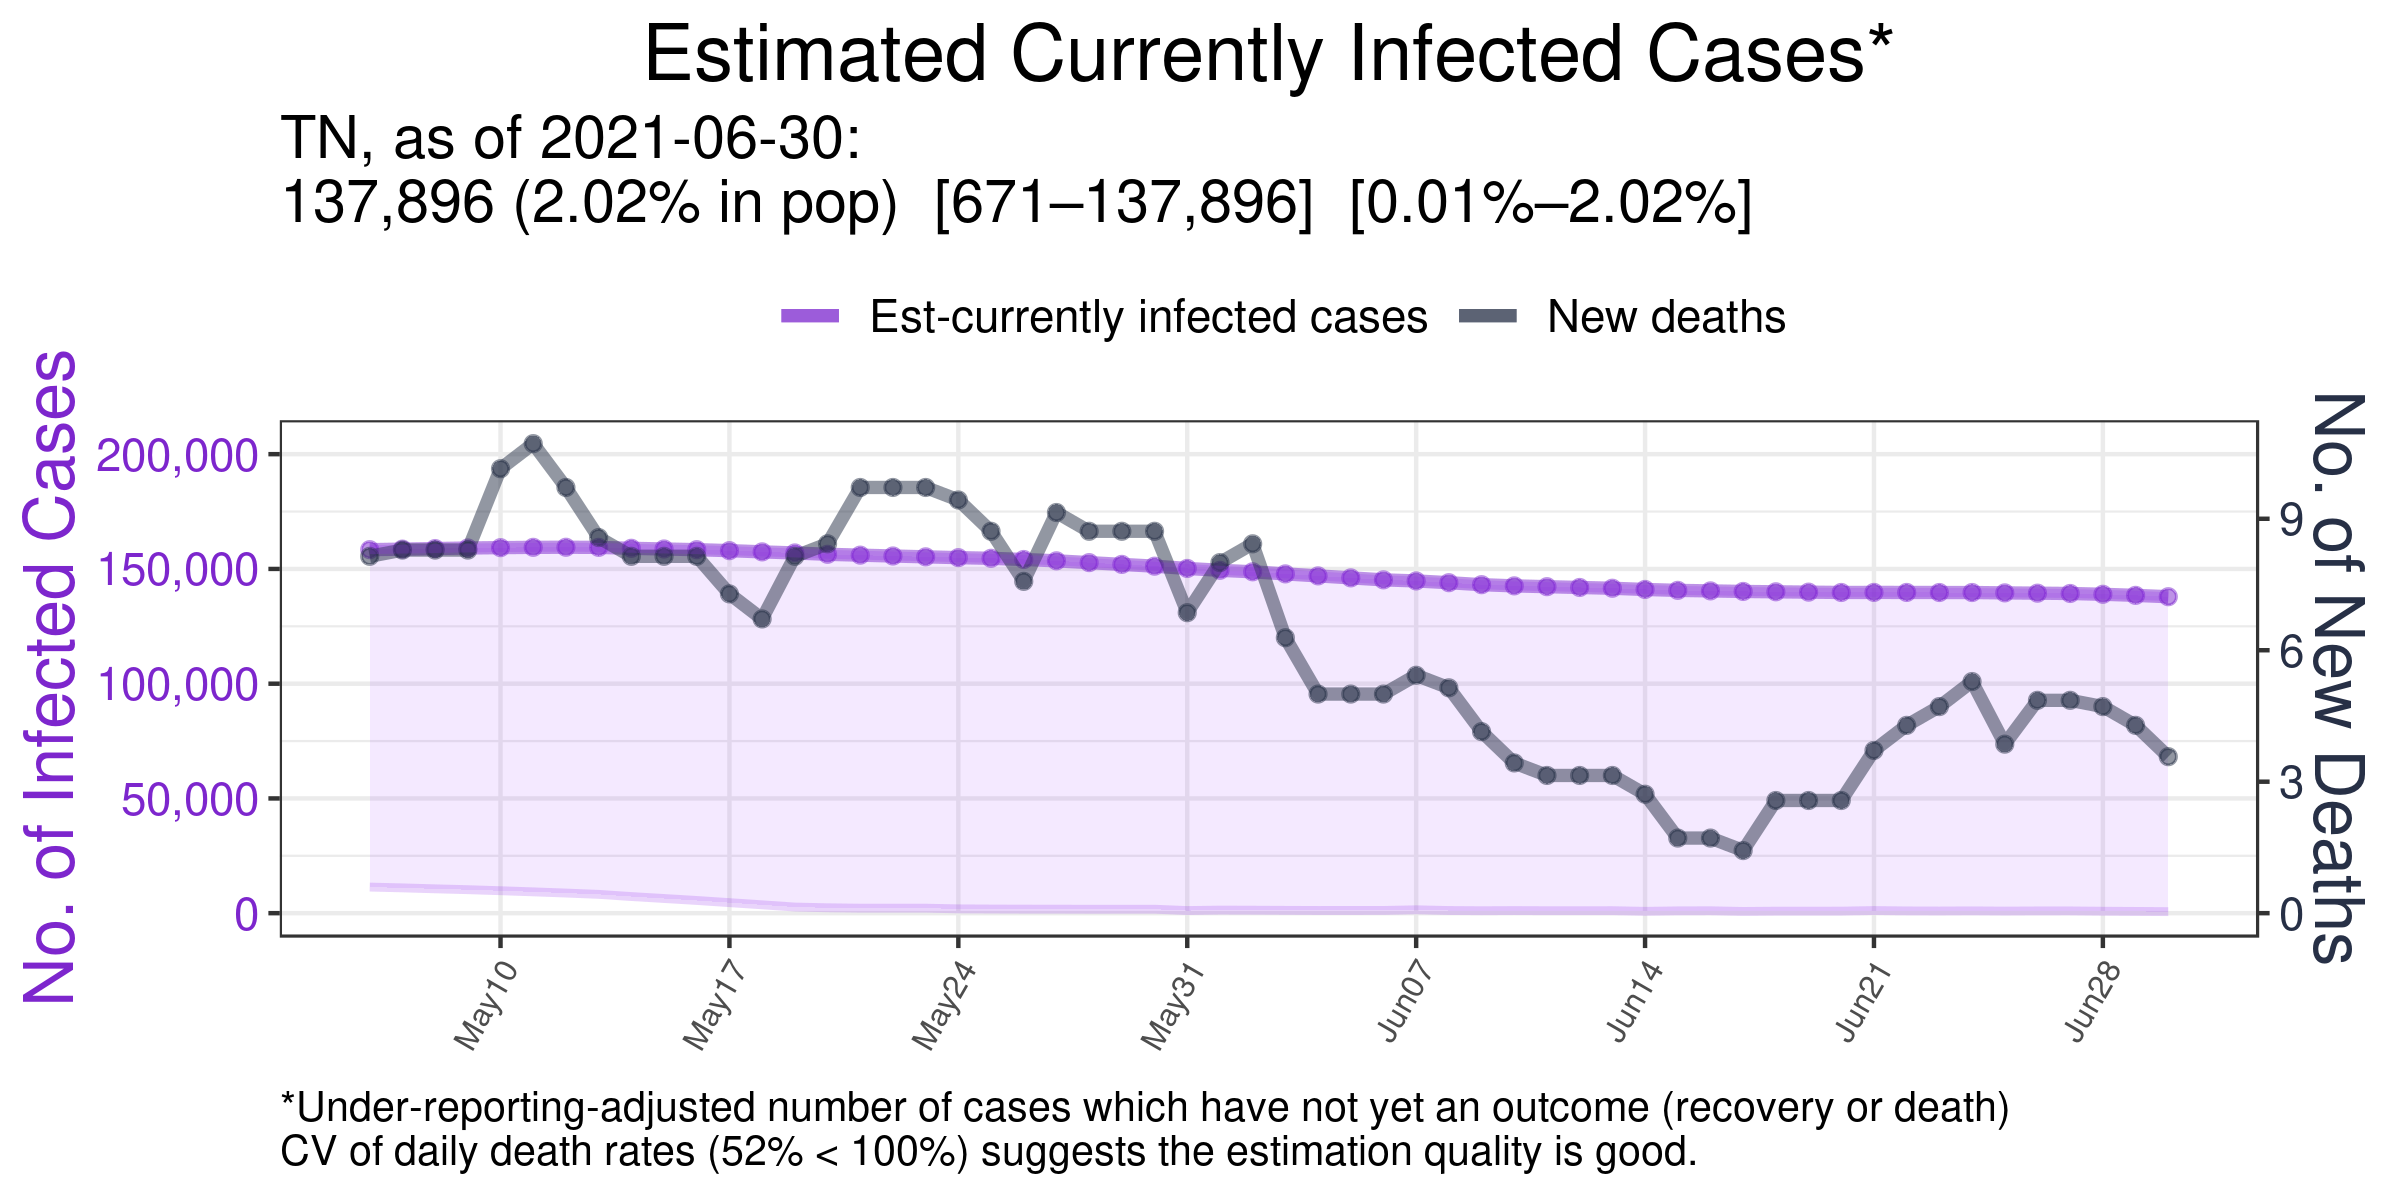 Estimated Currently Infected Cases*
TN, as of 2021-06-30:
137,896 (2.02% in pop) [671–137,896] [0.01%–2.02%]
Est-currently infected cases
New deaths
No. of Infected Cases
200,000
150,000
100,000
50,000
0
No. of New Deaths
9
6
3
0
May10
May17
May24
May31
Jun07
Jun14
Jun21
Jun28
*Under-reporting-adjusted number of cases which have not yet an outcome (recovery or death)
CV of daily death rates (52% < 100%) suggests the estimation quality is good.